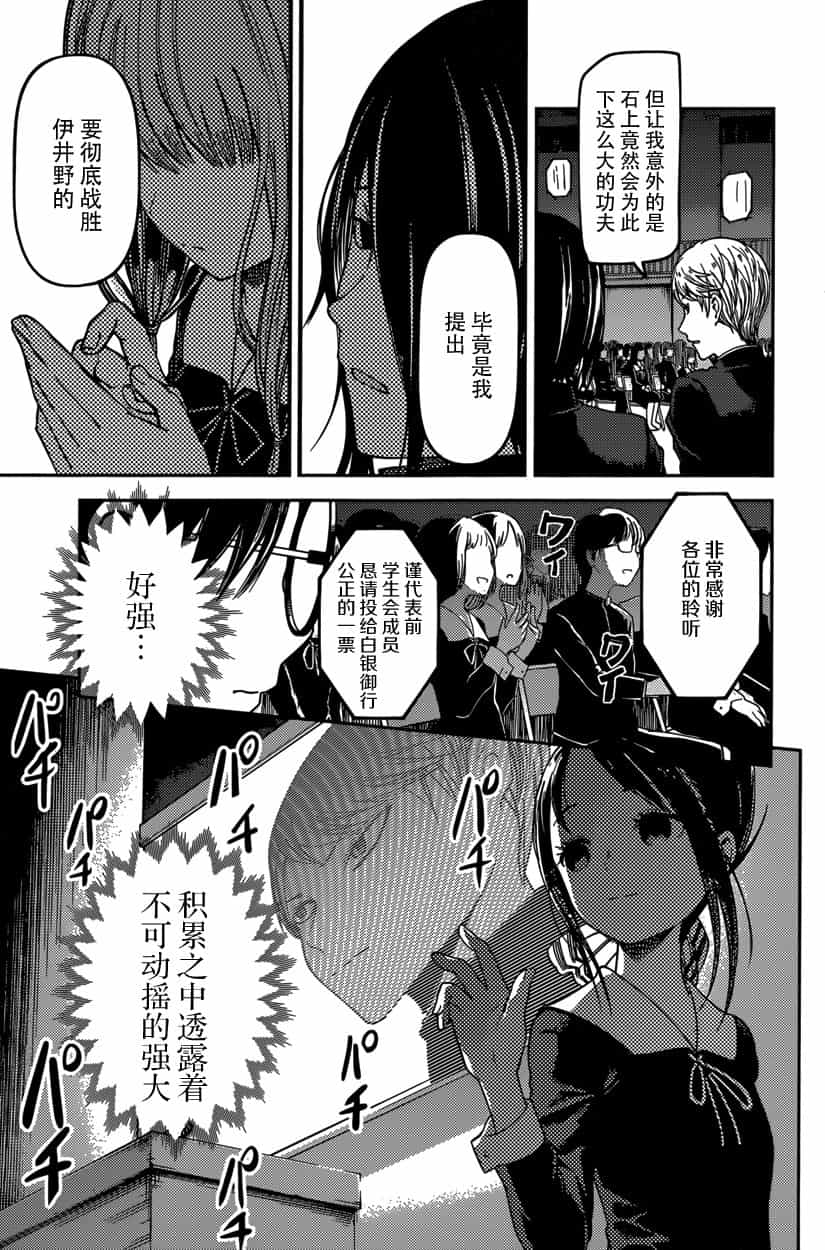 但让我意外的是
石上竟然会为此
下这么大的功夫
毕竟是我
提出
要彻底战胜
伊井野的
非常感谢
各位的聆听
ワイ
ワイ
谨代表前
学生会成员
恳请投给白银御行
公正的一票
好强…
パチ
パチ
パチ
パチ
积累之中透露着
不可动摇的强大
パチ
パチ
パチ